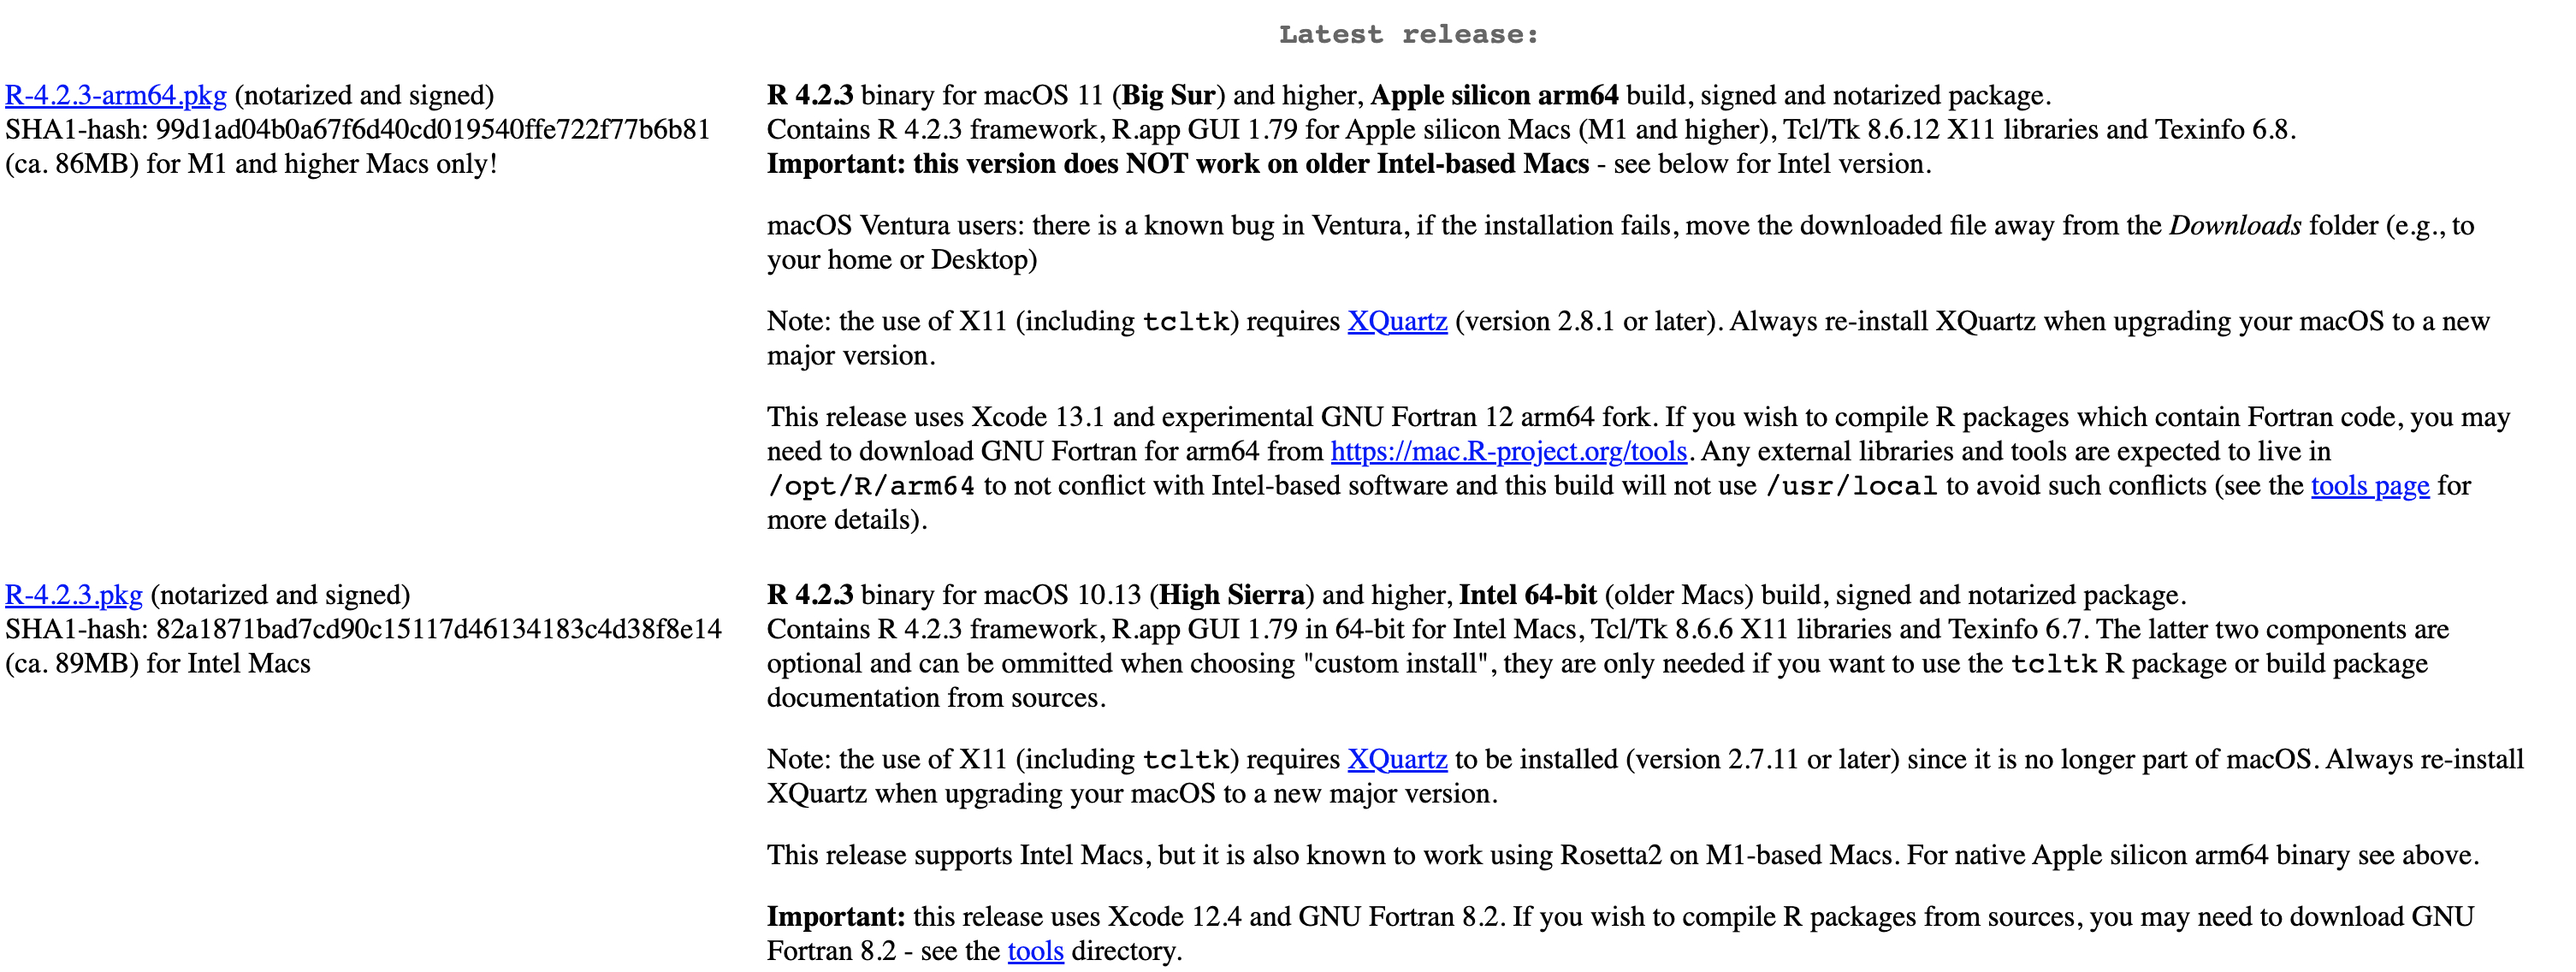 Latest release:
R-4.2.3-arm64.pkg (notarized and signed)
SHA1-hash: 99d1ad04b0a67f6d40cd019540ffe722f77b6b81
(ca. 86MB) for M1 and higher Macs only!
R 4.2.3 binary for macOS 11 (Big Sur) and higher, Apple silicon arm64 build, signed and notarized package.
Contains R 4.2.3 framework, R.app GUI 1.79 for Apple silicon Macs (M1 and higher), Tcl/Tk 8.6.12 X11 libraries and Texinfo 6.8.
Important: this version does NOT work on older Intel-based Macs - see below for Intel version.
macOS Ventura users: there is a known bug in Ventura, if the installation fails, move the downloaded file away from the Downloads folder (e.g., to
your home or Desktop)
Note: the use of X11 (including tcltk) requires XQuartz (version 2.8.1 or later). Always re-install XQuartz when upgrading your macOS to a new
major version.
This release uses Xcode 13.1 and experimental GNU Fortran 12 arm64 fork. If you wish to compile R packages which contain Fortran code, you may
need to download GNU Fortran for arm64 from https://mac.R-project.org/tools. Any external libraries and tools are expected to live in
/opt/R/arm64 to not conflict with Intel-based software and this build will not use /usr/local to avoid such conflicts (see the tools page for
more details).
R-4.2.3.pkg (notarized and signed)
SHA1-hash: 82a1871bad7cd90c15117d46134183c4d38f8e14
(ca. 89MB) for Intel Macs
R 4.2.3 binary for macOS 10.13 (High Sierra) and higher, Intel 64-bit (older Macs) build, signed and notarized package.
Contains R 4.2.3 framework, R.app GUI 1.79 in 64-bit for Intel Macs, Tcl/Tk 8.6.6 X11 libraries and Texinfo 6.7. The latter two components are
optional and can be ommitted when choosing "custom install", they are only needed if you want to use the tcltk R package or build package
documentation from sources.
Note: the use of X11 (including tcltk) requires XQuartz to be installed (version 2.7.11 or later) since it is no longer part of macOS. Always re-install
XQuartz when upgrading your macOS to a new major version.
This release supports Intel Macs, but it is also known to work using Rosetta2 on M1-based Macs. For native Apple silicon arm64 binary see above.
Important: this release uses Xcode 12.4 and GNU Fortran 8.2. If you wish to compile R packages from sources, you may need to download GNU
Fortran 8.2 - see the tools directory.